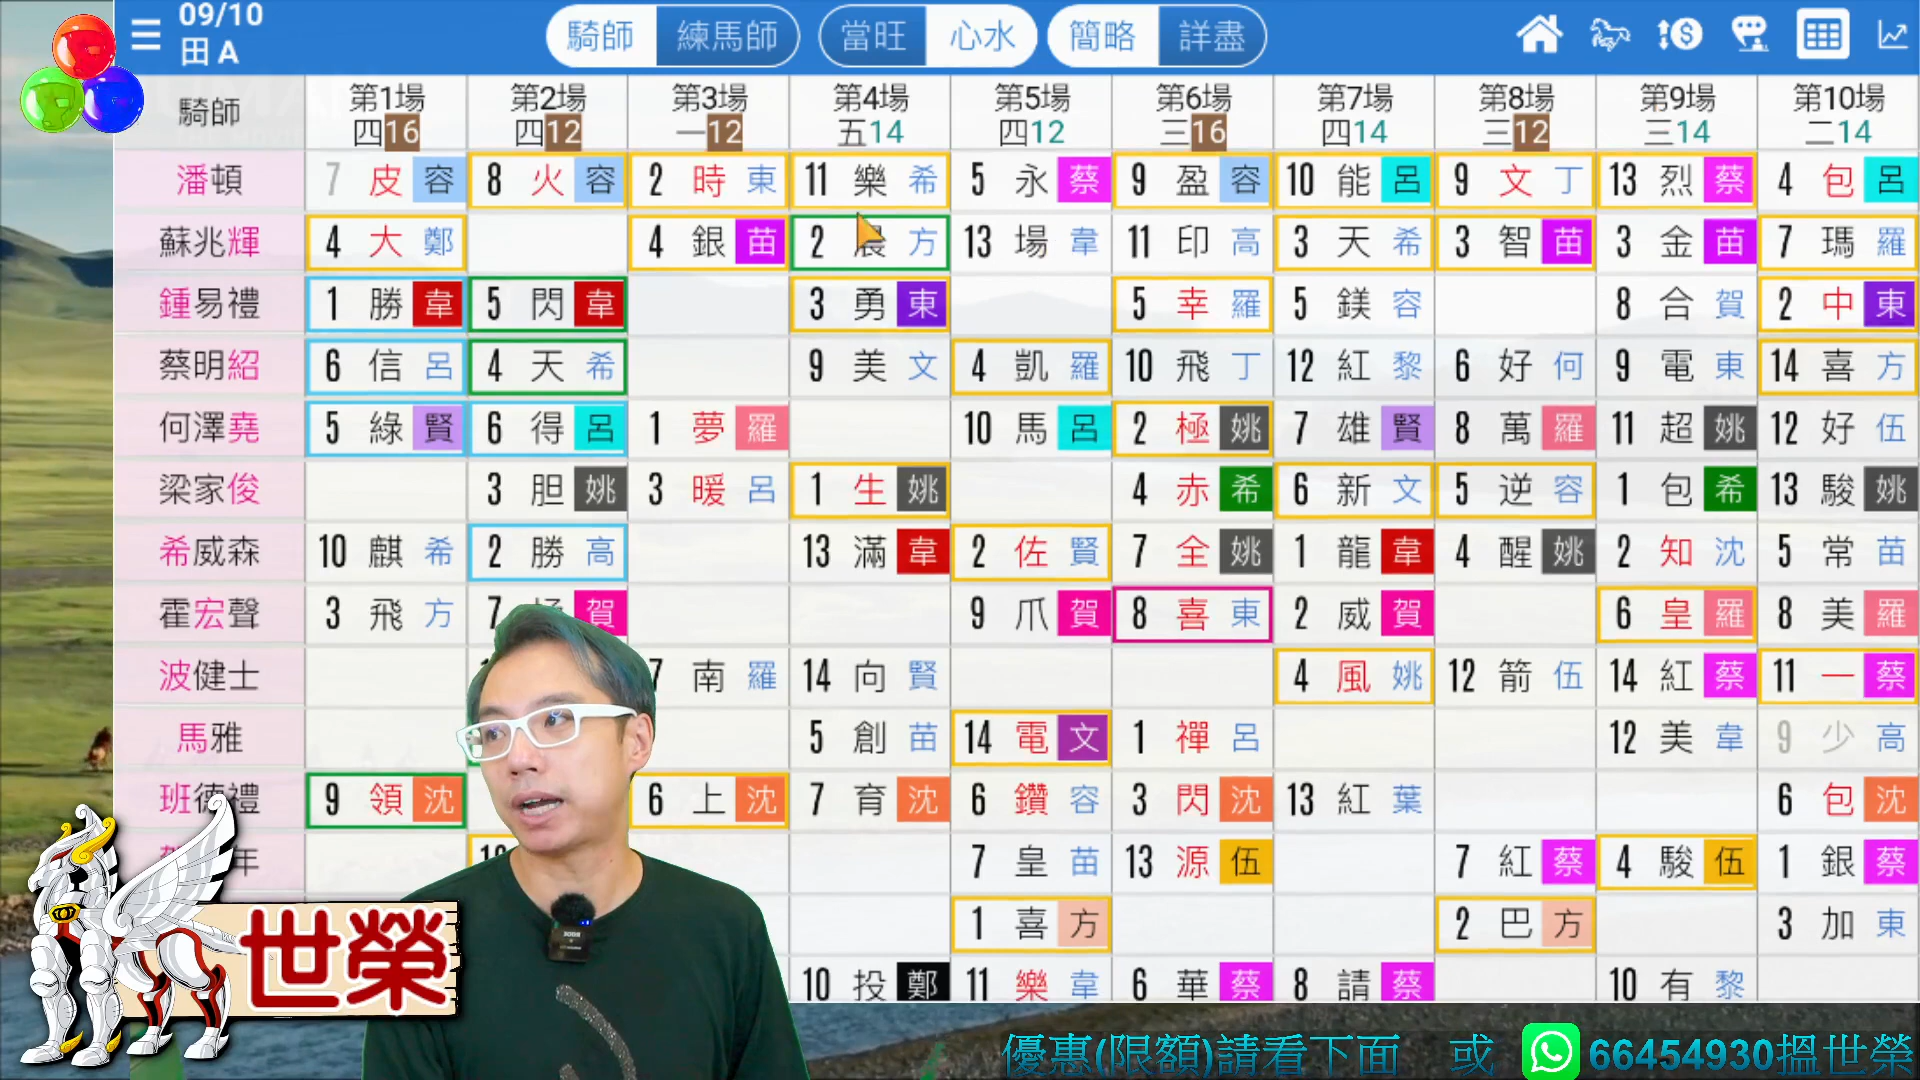 09/10
田 A
騎師 練馬師 當旺 心水 簡略 詳盡
騎師 第1場 第2場 第3場 第4場 第5場 第6場 第7場 第8場 第9場 第10場
四16 四12 一12 五14 四12 三16 四14 三12 三14 二14
潘頓 7 皮 容 8 火 容 2 時 東 11 樂 希 5 永 蔡 9 盈 容 10 能 呂 9 文 丁 13 烈 蔡 4 包 呂
蘇兆輝 4 大 鄭 4 銀 苗 2 農 方 13 場 韋 11 印 高 3 天 希 3 智 苗 3 金 苗 7 瑪 羅
鍾易禮 1 勝 韋 5 閃 韋 3 勇 東 5 幸 羅 5 鎂 容 8 合 賀 2 中 東
蔡明紹 6 信 呂 4 天 希 9 美 文 4 凱 羅 10 飛 丁 12 紅 黎 6 好 何 9 電 東 14 喜 方
何澤堯 5 綠 賢 6 得 呂 1 夢 羅 10 馬 呂 2 極 姚 7 雄 賢 8 萬 羅 11 超 姚 12 好 伍
梁家俊 3 胆 姚 3 暖 呂 1 生 姚 4 赤 希 6 新 文 5 逆 容 1 包 希 13 駿 姚
希威森 10 麒 希 2 勝 高 13 滿 韋 2 佐 賢 7 全 姚 1 龍 韋 4 醒 姚 2 知 沈 5 常 苗
霍宏聲 3 飛 方 7 賀 9 爪 賀 8 喜 東 2 威 賀 6 皇 羅 8 美 羅
波健士 7 南 羅 14 向 賢 4 風 姚 12 箭 伍 14 紅 蔡 11 一 蔡
馬雅 5 創 苗 14 電 文 1 禪 呂 12 美 韋 9 少 高
班德禮 9 領 沈 6 上 沈 7 育 沈 6 鑽 容 3 閃 沈 13 紅 葉 6 包 沈
年 7 皇 苗 13 源 伍 7 紅 蔡 4 駿 伍 1 銀 蔡
1 喜 方 2 巴 方 3 加 東
10 投 鄭 11 樂 韋 6 華 蔡 8 請 蔡 10 有 黎
世榮
優惠(限額)請看下面 或 66454930搵世榮